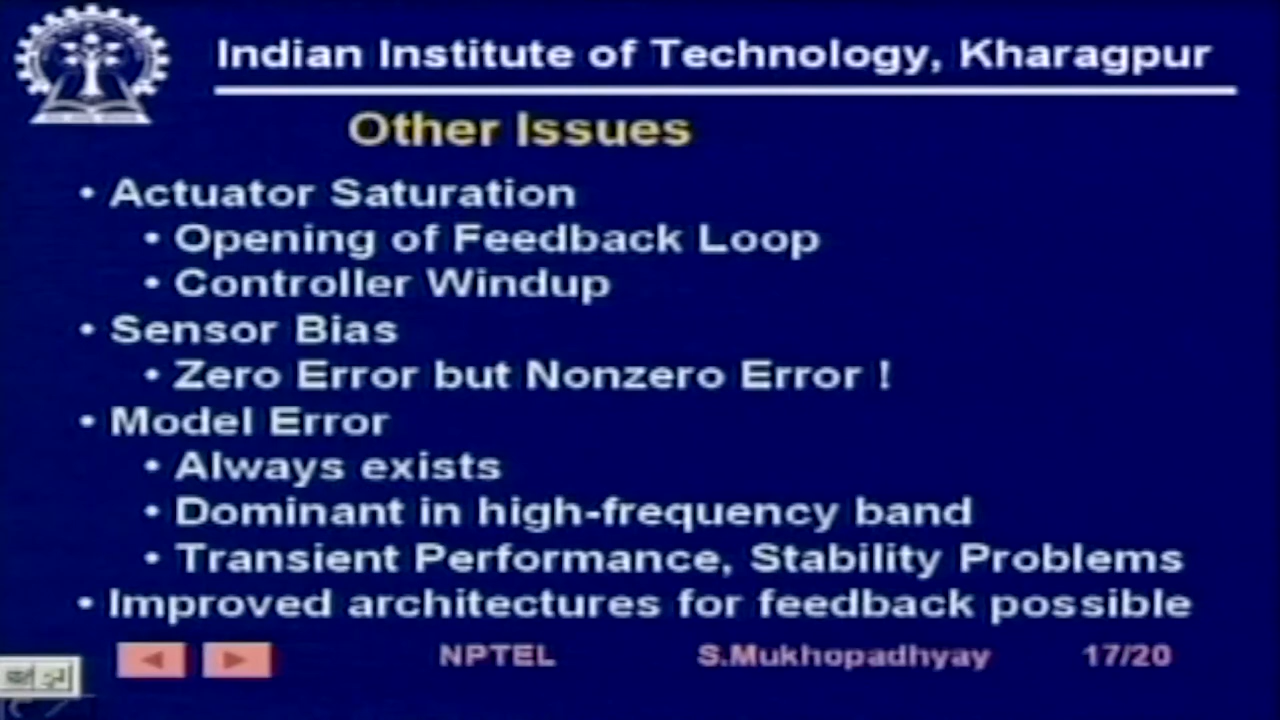 Indian Institute of Technology, Kharagpur
Other Issues
• Actuator Saturation
• Opening of Feedback Loop
• Controller Windup
• Sensor Bias
• Zero Error but Nonzero Error !
• Model Error
• Always exists
• Dominant in high-frequency band
• Transient Performance, Stability Problems
• Improved architectures for feedback possible
NPTEL S.Mukhopadhyay 17/20